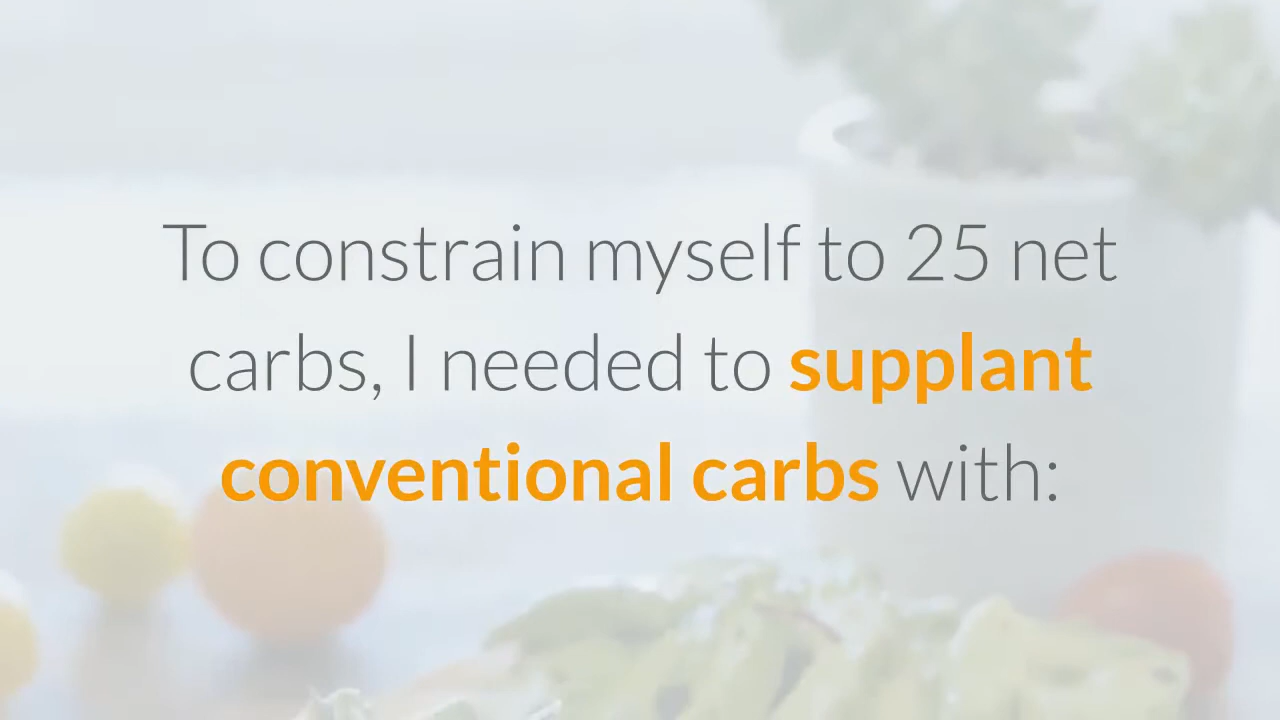 To constrain myself to 25 net
carbs, I needed to supplant
conventional carbs with: